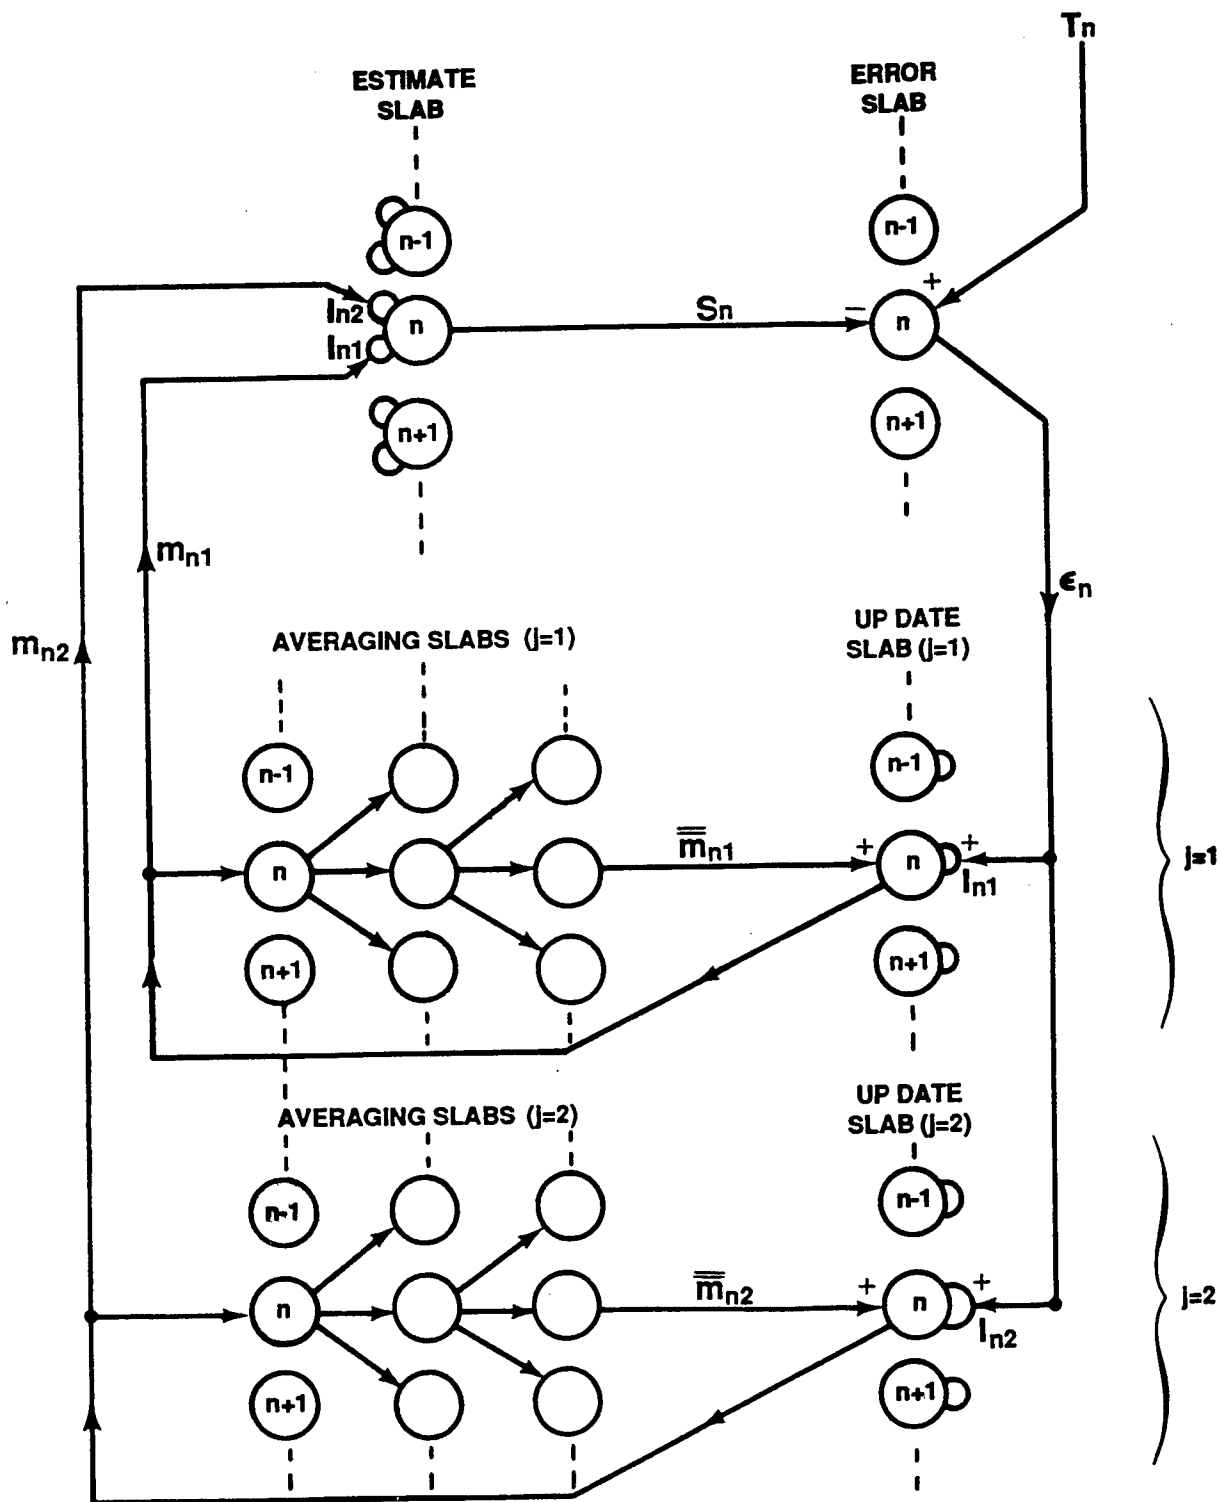 Tn
ESTIMATE
SLAB
ERROR
SLAB
n-1
n-1
+
In2
n
Sn
−
n
In1
n+1
n+1
mn1
ϵn
mn2
AVERAGING SLABS (j=1)
UP DATE
SLAB (j=1)
n-1
n-1
n
m̿n1
+
n
+
In1
j=1
n+1
n+1
AVERAGING SLABS (j=2)
UP DATE
SLAB (j=2)
n-1
n-1
n
m̿n2
+
n
+
In2
j=2
n+1
n+1